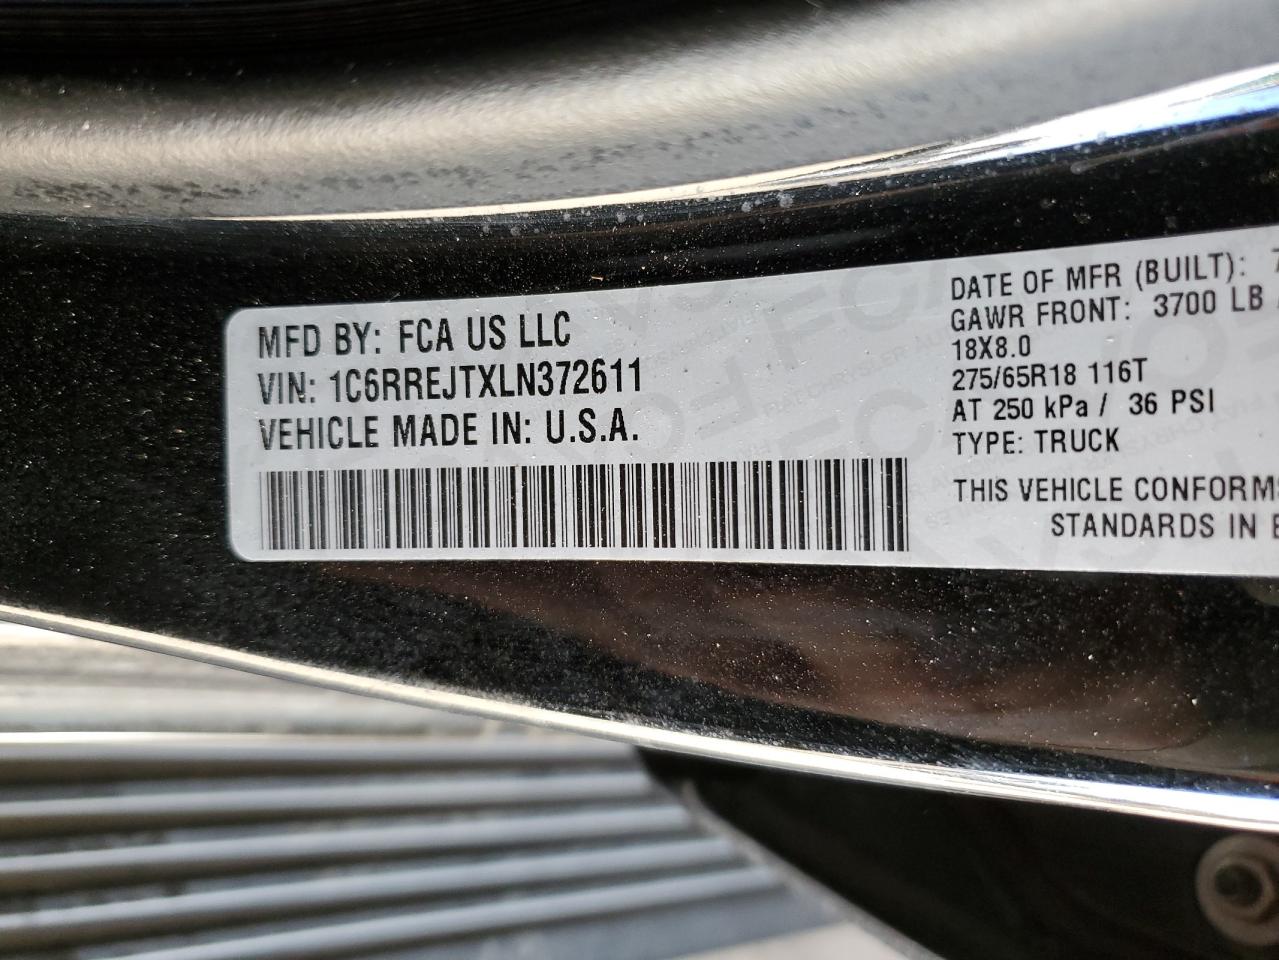 MFD BY: FCA US LLC
VIN: 1C6RREJTXLN372611
VEHICLE MADE IN: U.S.A.
DATE OF MFR (BUILT):
GAWR FRONT: 3700 LB
18X8.0
275/65R18 116T
AT 250 kPa / 36 PSI
TYPE: TRUCK
THIS VEHICLE CONFORMS
STANDARDS IN